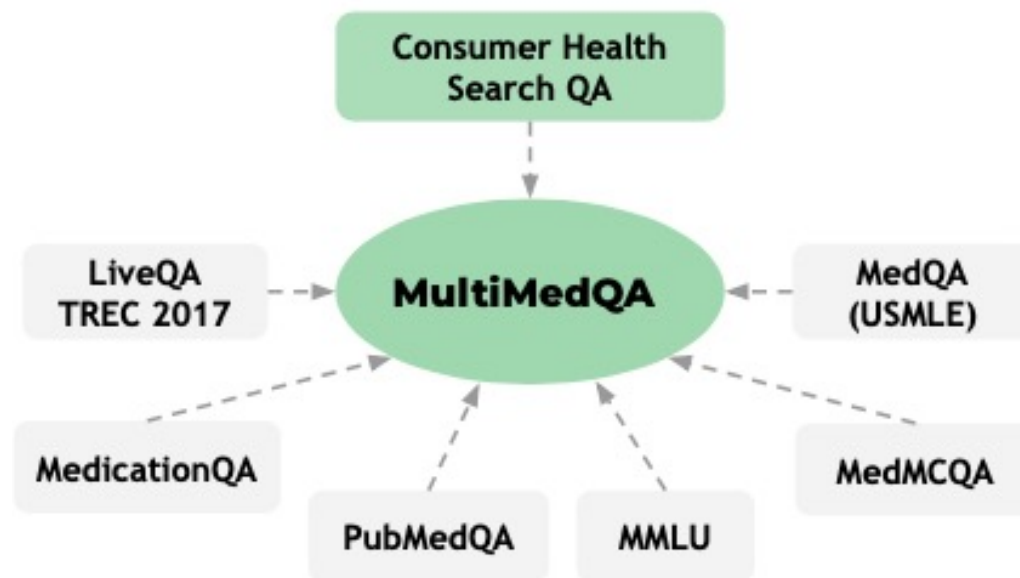 Consumer Health
Search QA
LiveQA
TREC 2017
MultiMedQA
MedQA
(USMLE)
MedicationQA
MedMCQA
PubMedQA
MMLU